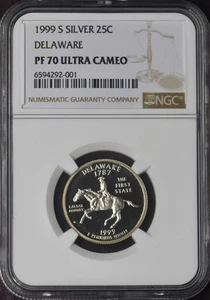 1999 S SILVER 25C
DELAWARE
PF 70 ULTRA CAMEO
6594292-001
NUMISMATIC GUARANTY COMPANY
NGC
DELAWARE
1787
THE
FIRST
STATE
CAESAR
RODNEY
1999
E PLURIBUS UNUM